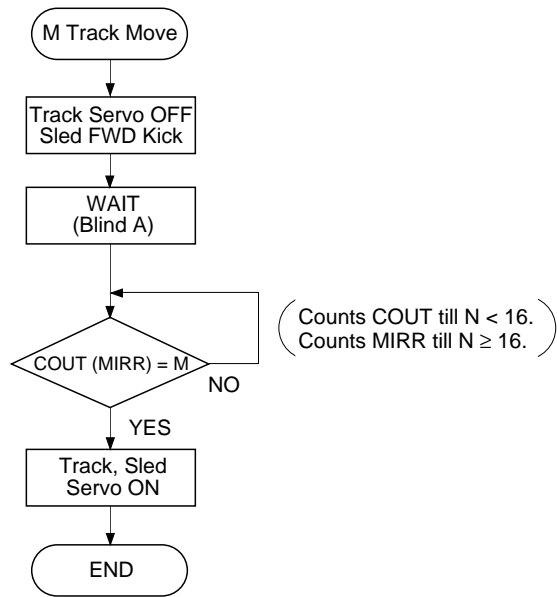 M Track Move
Track Servo OFF
Sled FWD Kick
WAIT
(Blind A)
Counts COUT till N < 16.
Counts MIRR till N ≥ 16.
COUT (MIRR) = M
NO
YES
Track, Sled
Servo ON
END